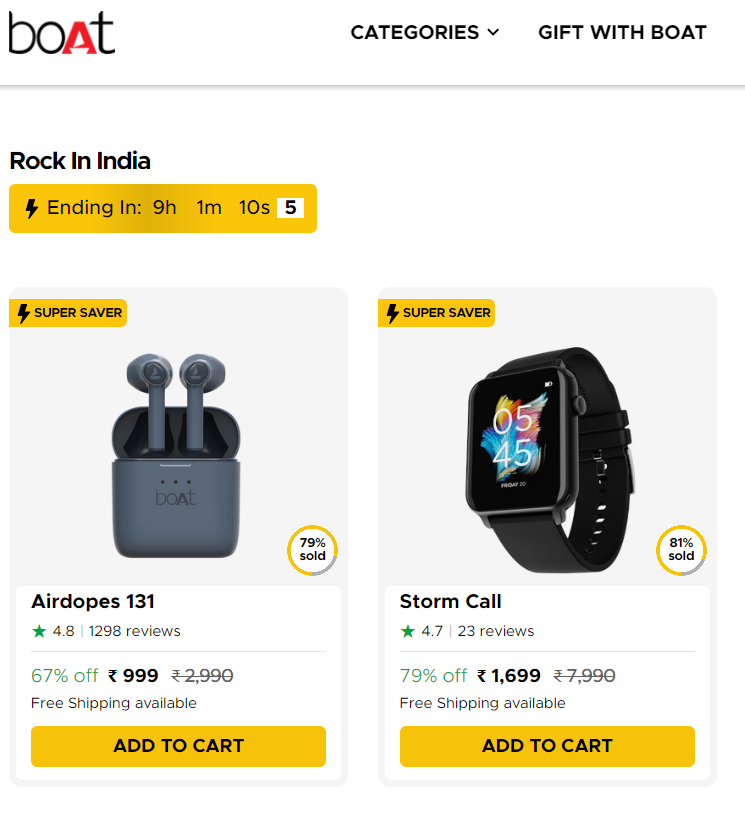 boAt
CATEGORIES
GIFT WITH BOAT
Rock In India
Ending In: 9h 1m 10s 5
SUPER SAVER
boAt
79%
sold
Airdopes 131
★ 4.8 | 1298 reviews
67% off ₹ 999 ₹ 2,990
Free Shipping available
ADD TO CART
SUPER SAVER
05
45
FRIDAY 20
81%
sold
Storm Call
★ 4.7 | 23 reviews
79% off ₹ 1,699 ₹ 7,990
Free Shipping available
ADD TO CART